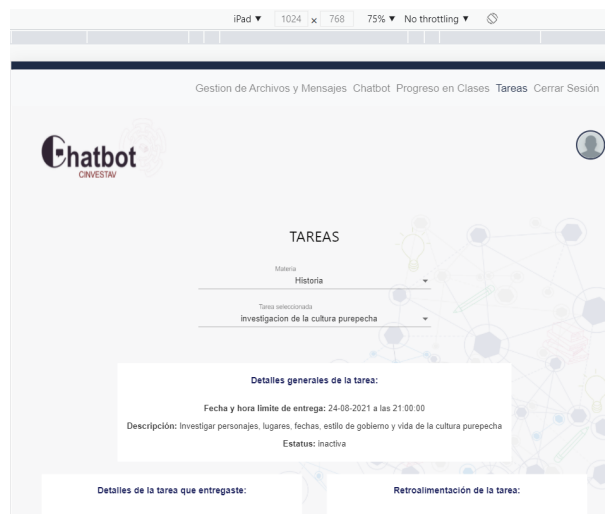 iPad ▼ 1024 x 768 75% ▼ No throttling ▼
Gestion de Archivos y Mensajes Chatbot Progreso en Clases Tareas Cerrar Sesión
Chatbot
CINVESTAV
TAREAS
Materia
Historia
Tarea seleccionada
investigacion de la cultura purepecha
Detalles generales de la tarea:
Fecha y hora límite de entrega: 24-08-2021 a las 21:00:00
Descripción: Investigar personajes, lugares, fechas, estilo de gobierno y vida de la cultura purepecha
Estatus: inactiva
Detalles de la tarea que entregaste:
Retroalimentación de la tarea: